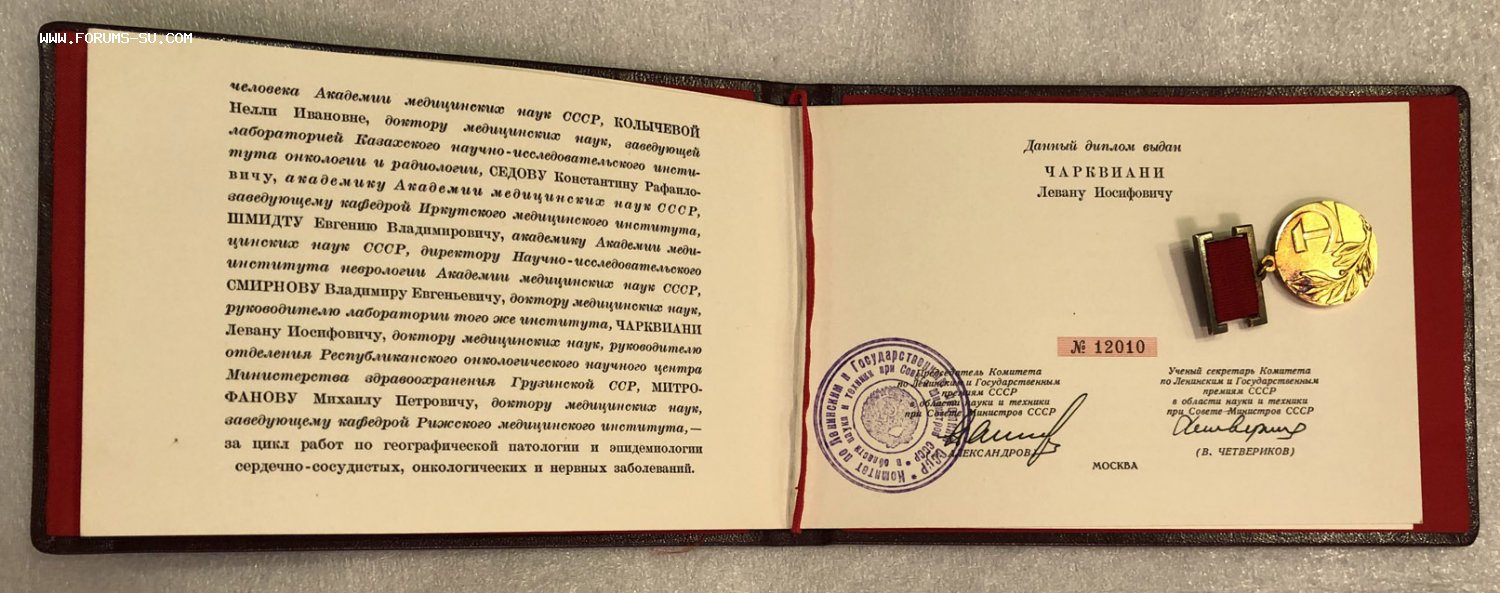 WWW.FORUMS-SU.COM
человека Академии медицинских наук СССР, КОЛЫЧЕВОЙ
Нелли Ивановне, доктору медицинских наук, заведующей
лабораторией Казахского научно-исследовательского инсти-
тута онкологии и радиологии, СЕДОВУ Константину Рафаило-
вичу, академику Академии медицинских наук СССР,
заведующему кафедрой Иркутского медицинского института,
ШМИДТУ Евгению Владимировичу, академику Академии меди-
цинских наук СССР, директору Научно-исследовательского
института неврологии Академии медицинских наук СССР,
СМИРНОВУ Владимиру Евгеньевичу, доктору медицинских наук,
руководителю лаборатории того же института, ЧАРКВИАНИ
Левану Иосифовичу, доктору медицинских наук, руководителю
отделения Республиканского онкологического научного центра
Министерства здравоохранения Грузинской ССР, МИТРО-
ФАНОВУ Михаилу Петровичу, доктору медицинских наук,
заведующему кафедрой Рижского медицинского института,—
за цикл работ по географической патологии и эпидемиологии
сердечно-сосудистых, онкологических и нервных заболеваний.
Данный диплом выдан
ЧАРКВИАНИ
Левану Иосифовичу
№ 12010
Председатель Комитета
по Ленинским и Государственным
премиям СССР
в области науки и техники
при Совете Министров СССР
АЛЕКСАНДРОВ)
Ученый секретарь Комитета
по Ленинским и Государственным
премиям СССР
в области науки и техники
при Совете Министров СССР
(В. ЧЕТВЕРИКОВ)
МОСКВА